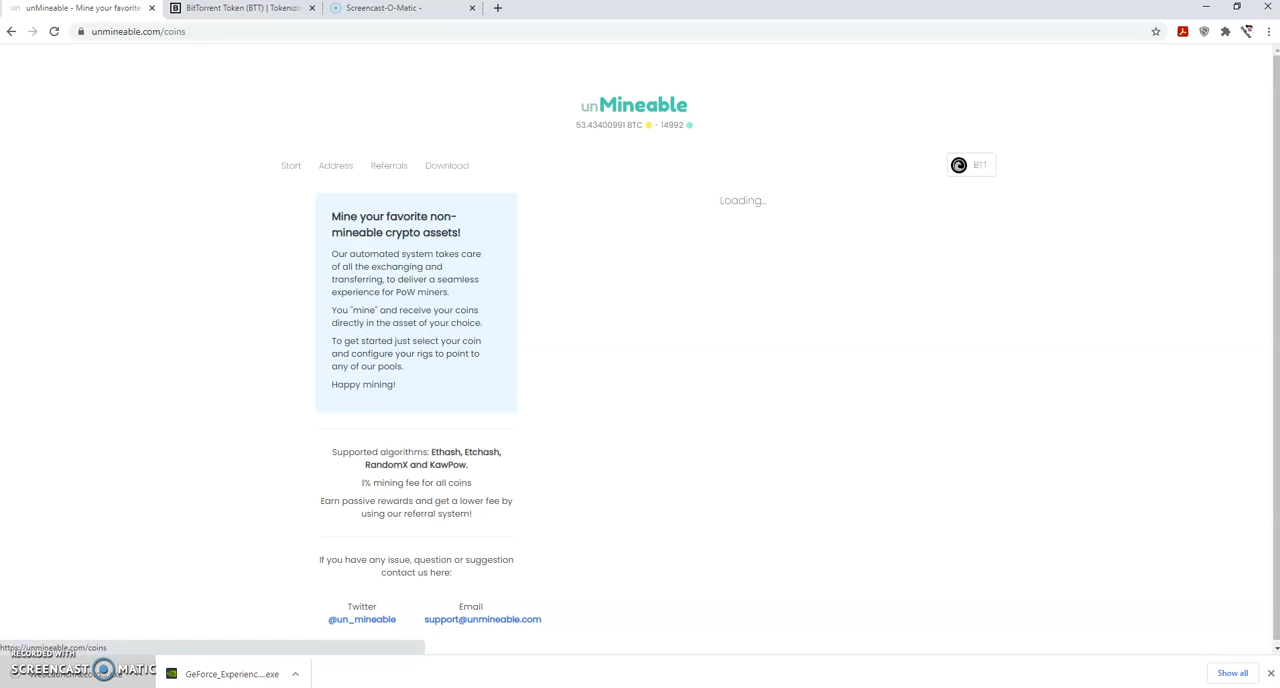 unMineable - Mine your favorite
BitTorrent Token (BTT) | Tokenizin
Screencast-O-Matic -
unmineable.com/coins
unMineable
53.43400991 BTC - 14992
Start Address Referrals Download
BTT
Mine your favorite non-
mineable crypto assets!
Our automated system takes care
of all the exchanging and
transferring, to deliver a seamless
experience for PoW miners.
You "mine" and receive your coins
directly in the asset of your choice.
To get started just select your coin
and configure your rigs to point to
any of our pools.
Happy mining!
Loading...
Supported algorithms: Ethash, Etchash,
RandomX and KawPow.
1% mining fee for all coins
Earn passive rewards and get a lower fee by
using our referral system!
If you have any issue, question or suggestion
contact us here:
Twitter Email
@un_mineable support@unmineable.com
https://unmineable.com/coins
RECORDED WITH
SCREENCAST MATIC
GeForce_Experienc....exe
Show all